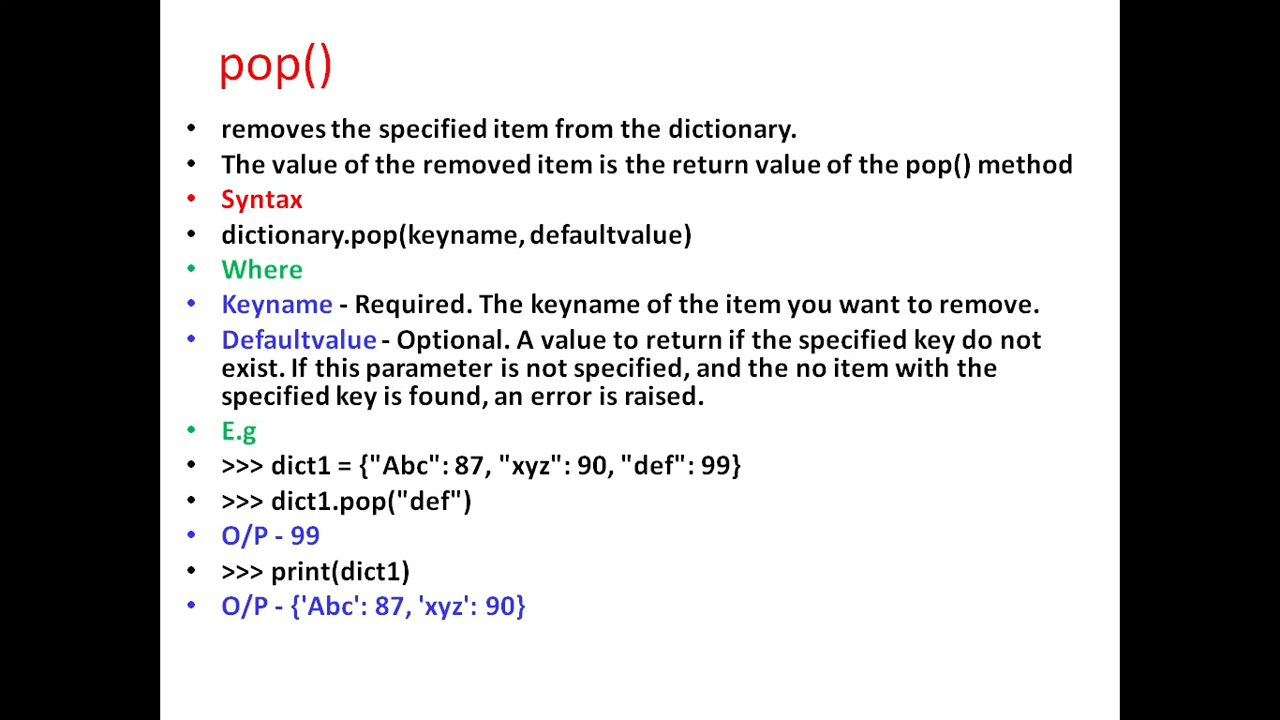 pop()
• removes the specified item from the dictionary.
• The value of the removed item is the return value of the pop() method
• Syntax
• dictionary.pop(keyname, defaultvalue)
• Where
• Keyname - Required. The keyname of the item you want to remove.
• Defaultvalue - Optional. A value to return if the specified key do not
exist. If this parameter is not specified, and the no item with the
specified key is found, an error is raised.
• E.g
• >>> dict1 = {"Abc": 87, "xyz": 90, "def": 99}
• >>> dict1.pop("def")
• O/P - 99
• >>> print(dict1)
• O/P - {'Abc': 87, 'xyz': 90}